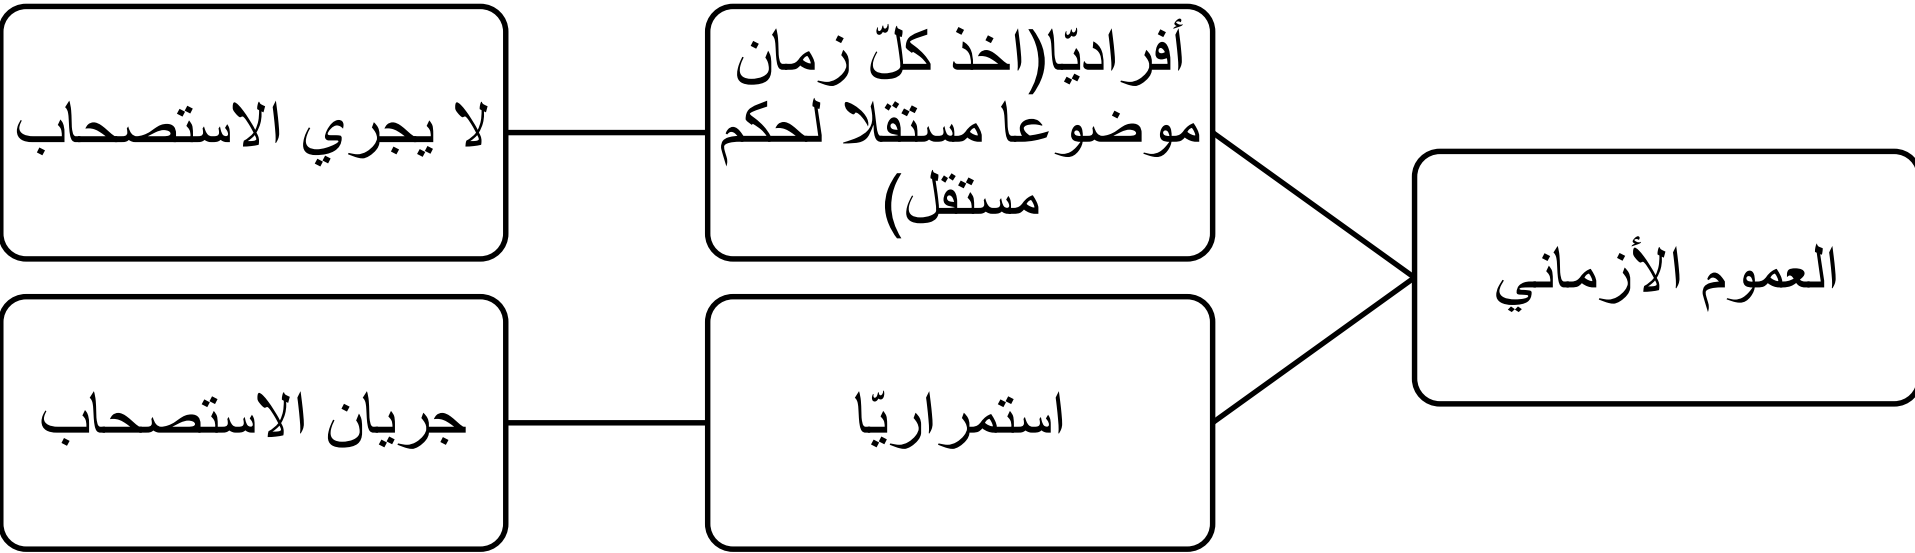 العموم الأزماني
أفراديّا(اخذ كلّ زمان
موضوعا مستقلا لحكم
مستقل)
لا يجري الاستصحاب
استمراريّا
جريان الاستصحاب